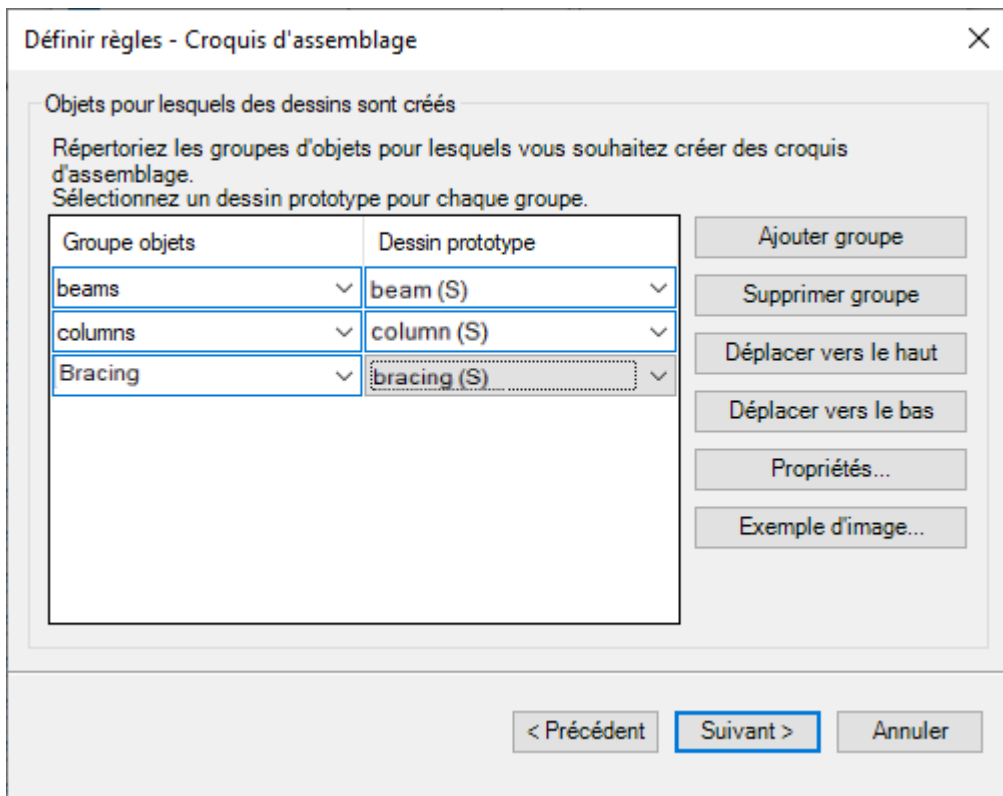 Définir règles - Croquis d'assemblage
Objets pour lesquels des dessins sont créés
Répertoriez les groupes d'objets pour lesquels vous souhaitez créer des croquis
d'assemblage.
Sélectionnez un dessin prototype pour chaque groupe.
Groupe objets
Dessin prototype
beams
beam (S)
columns
column (S)
Bracing
bracing (S)
Ajouter groupe
Supprimer groupe
Déplacer vers le haut
Déplacer vers le bas
Propriétés...
Exemple d'image...
< Précédent
Suivant >
Annuler